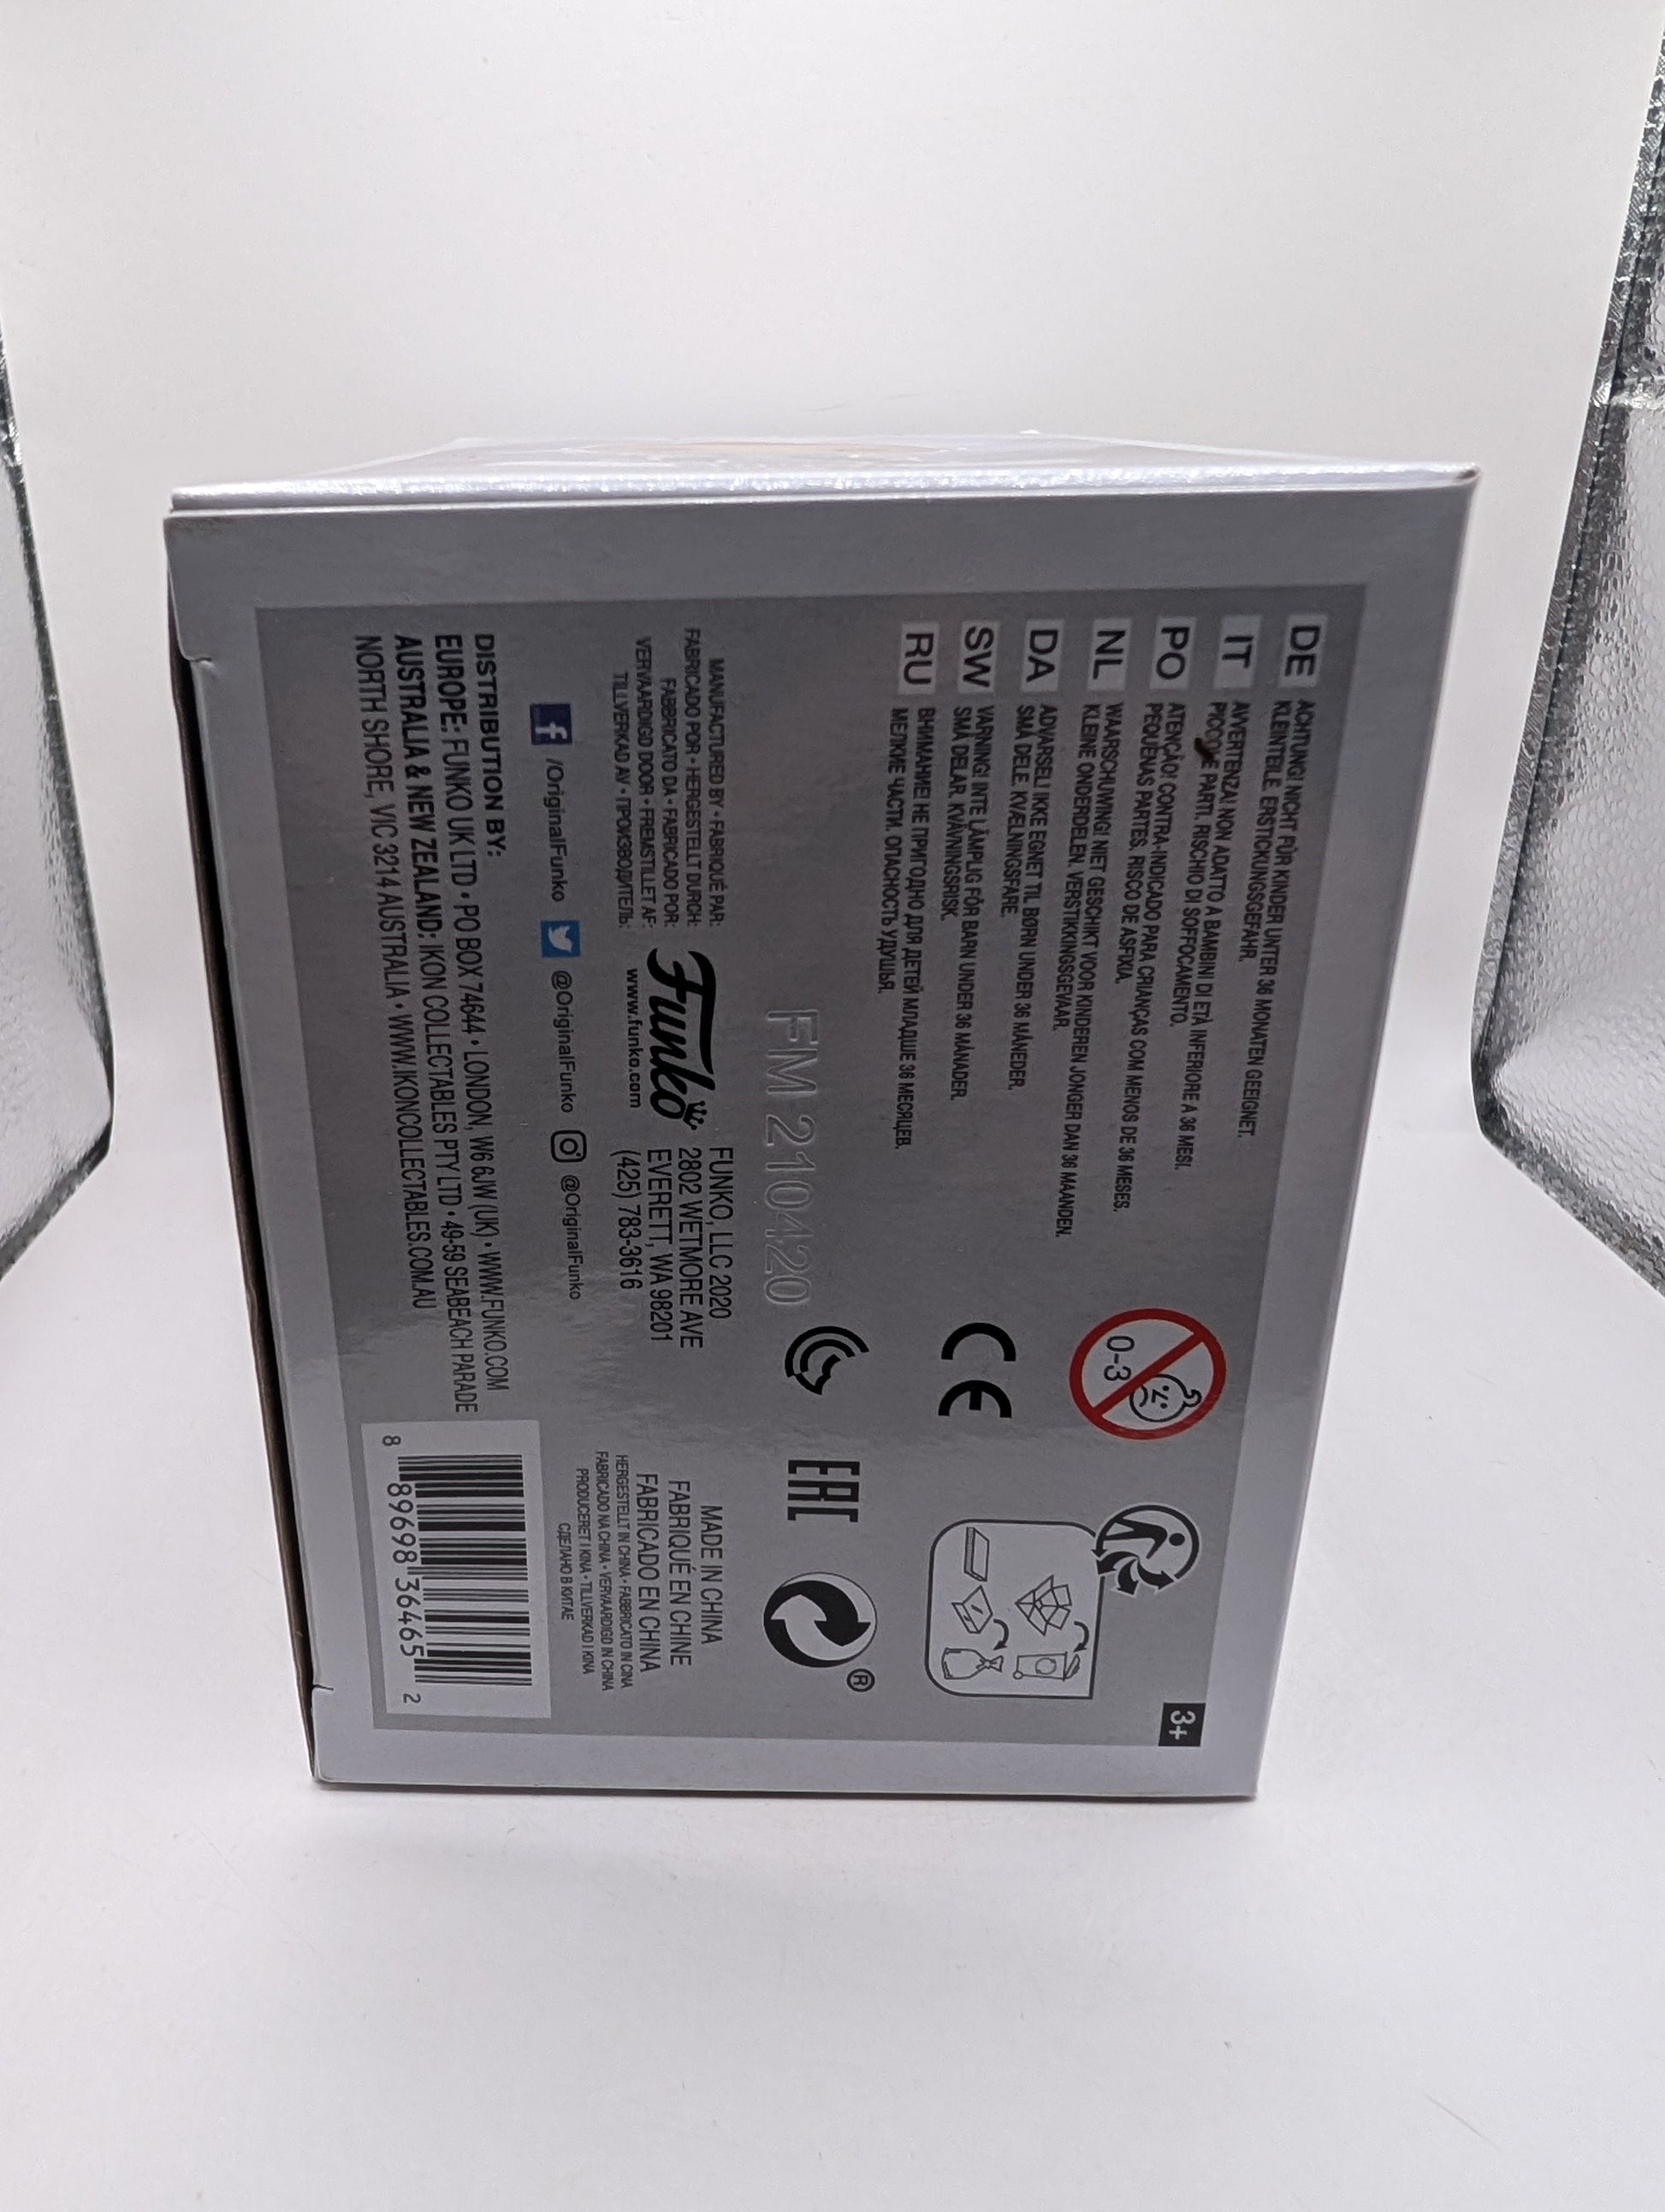 DE ACHTUNG! NICHT FÜR KINDER UNTER 36 MONATEN GEEIGNET.
KLEINTEILE. ERSTICKUNGSGEFAHR.
IT AVVERTENZA! NON ADATTO A BAMBINI DI ETÀ INFERIORE A 36 MESI.
PARTI. RISCHIO DI SOFFOCAMENTO.
PO ATENÇÃO! CONTRA-INDICADO PARA CRIANÇAS COM MENOS DE 36 MESES.
PEQUENAS PARTES. RISCO DE ASFIXIA.
NL WAARSCHUWING! NIET GESCHIKT VOOR KINDEREN JONGER DAN 36 MAANDEN.
KLEINE ONDERDELEN. VERSTIKKINGSGEVAAR.
DA ADVARSEL! IKKE EGNET TIL BØRN UNDER 36 MÅNEDER.
SMÅ DELE. KVÆLNINGSFARE.
SW VARNING! INTE LÄMPLIG FÖR BARN UNDER 36 MÅNADER.
SMÅ DELAR. KVÄVNINGSRISK.
RU ВНИМАНИЕ! НЕ ПРИГОДНО ДЛЯ ДЕТЕЙ МЛАДШЕ 36 МЕСЯЦЕВ.
МЕЛКИЕ ЧАСТИ. ОПАСНОСТЬ УДУШЬЯ.
0-3
3+
CE
FM 210420
EAC
®
MANUFACTURED BY • FABRIQUÉ PAR:
FABRICADO POR • HERGESTELLT DURCH:
FABBRICATO DA • FABRICADO POR:
VERVAARDIGD DOOR • FREMSTILLET AF:
TILLVERKAD AV • ПРОИЗВОДИТЕЛЬ:
Funko
www.funko.com
FUNKO, LLC 2020
2802 WETMORE AVE
EVERETT, WA 98201
(425) 783-3616
MADE IN CHINA
FABRIQUÉ EN CHINE
FABRICADO EN CHINA
HERGESTELLT IN CHINA • FABBRICATO IN CINA
FABRICADO NA CHINA • VERVAARDIGD IN CHINA
PRODUCERET I KINA • TILLVERKAD I KINA
СДЕЛАНО В КИТАЕ
f /OriginalFunko @OriginalFunko @OriginalFunko
DISTRIBUTION BY:
EUROPE: FUNKO UK LTD • PO BOX 74644 • LONDON, W6 6JW (UK) • WWW.FUNKO.COM
AUSTRALIA & NEW ZEALAND: IKON COLLECTABLES PTY LTD • 49-59 SEABEACH PARADE
NORTH SHORE, VIC 3214 AUSTRALIA • WWW.IKONCOLLECTABLES.COM.AU
8 89698 36465 2